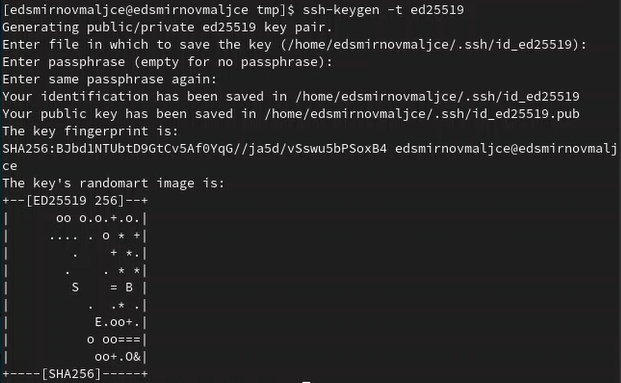 [edsmirnovmaljce@edsmirnovmaljce tmp]$ ssh-keygen -t ed25519
Generating public/private ed25519 key pair.
Enter file in which to save the key (/home/edsmirnovmaljce/.ssh/id_ed25519):
Enter passphrase (empty for no passphrase):
Enter same passphrase again:
Your identification has been saved in /home/edsmirnovmaljce/.ssh/id_ed25519
Your public key has been saved in /home/edsmirnovmaljce/.ssh/id_ed25519.pub
The key fingerprint is:
SHA256:BJbd1NTUbtD9GtCv5Af0YqG//ja5d/vSswu5bPSoxB4 edsmirnovmaljce@edsmirnovmalj
ce
The key's randomart image is:
+--[ED25519 256]--+
|      oo o.o.+.o.|
|     .... . o * +|
|        .    + *.|
|       .    . * *|
|        S    = B |
|          .  .* .|
|           E.oo+.|
|          o oo===|
|           oo+.O&|
+----[SHA256]-----+